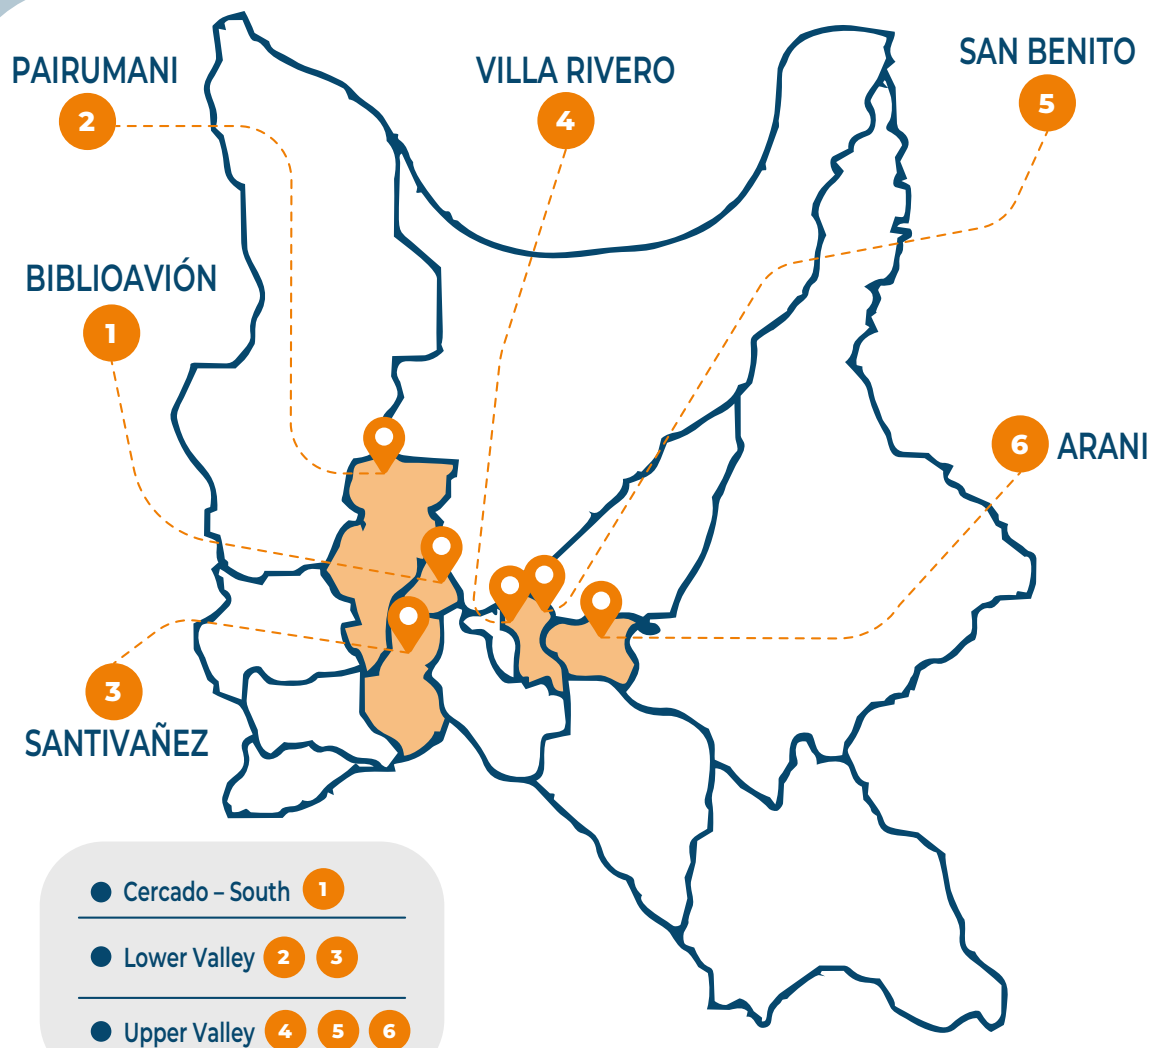 PAIRUMANI
2
VILLA RIVERO
4
SAN BENITO
5
BIBLIOAVIÓN
1
6 ARANI
3
SANTIVAÑEZ
Cercado – South 1
Lower Valley 2 3
Upper Valley 4 5 6